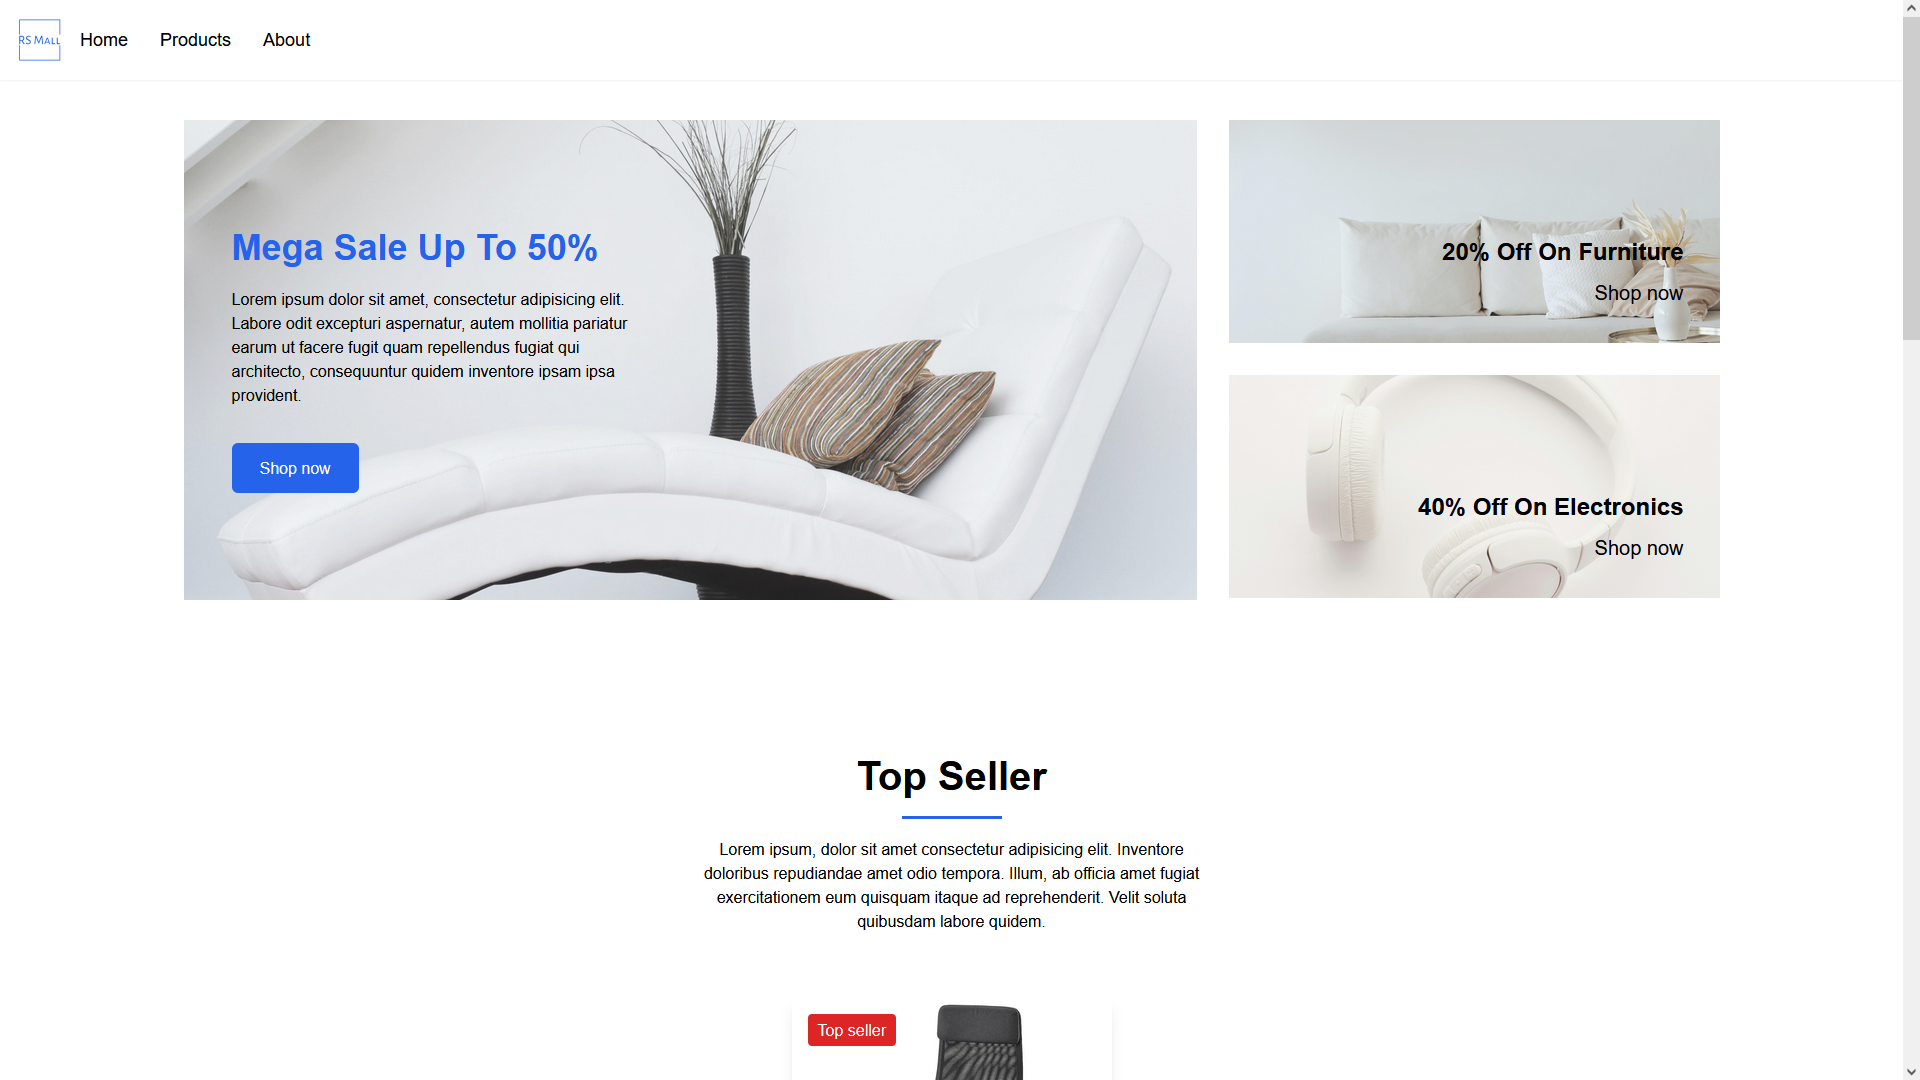 RS MALL
Home
Products
About
Mega Sale Up To 50%
Lorem ipsum dolor sit amet, consectetur adipisicing elit.
Labore odit excepturi aspernatur, autem mollitia pariatur
earum ut facere fugit quam repellendus fugiat qui
architecto, consequuntur quidem inventore ipsam ipsa
provident.
Shop now
20% Off On Furniture
Shop now
40% Off On Electronics
Shop now
Top Seller
Lorem ipsum, dolor sit amet consectetur adipisicing elit. Inventore
doloribus repudiandae amet odio tempora. Illum, ab officia amet fugiat
exercitationem eum quisquam itaque ad reprehenderit. Velit soluta
quibusdam labore quidem.
Top seller